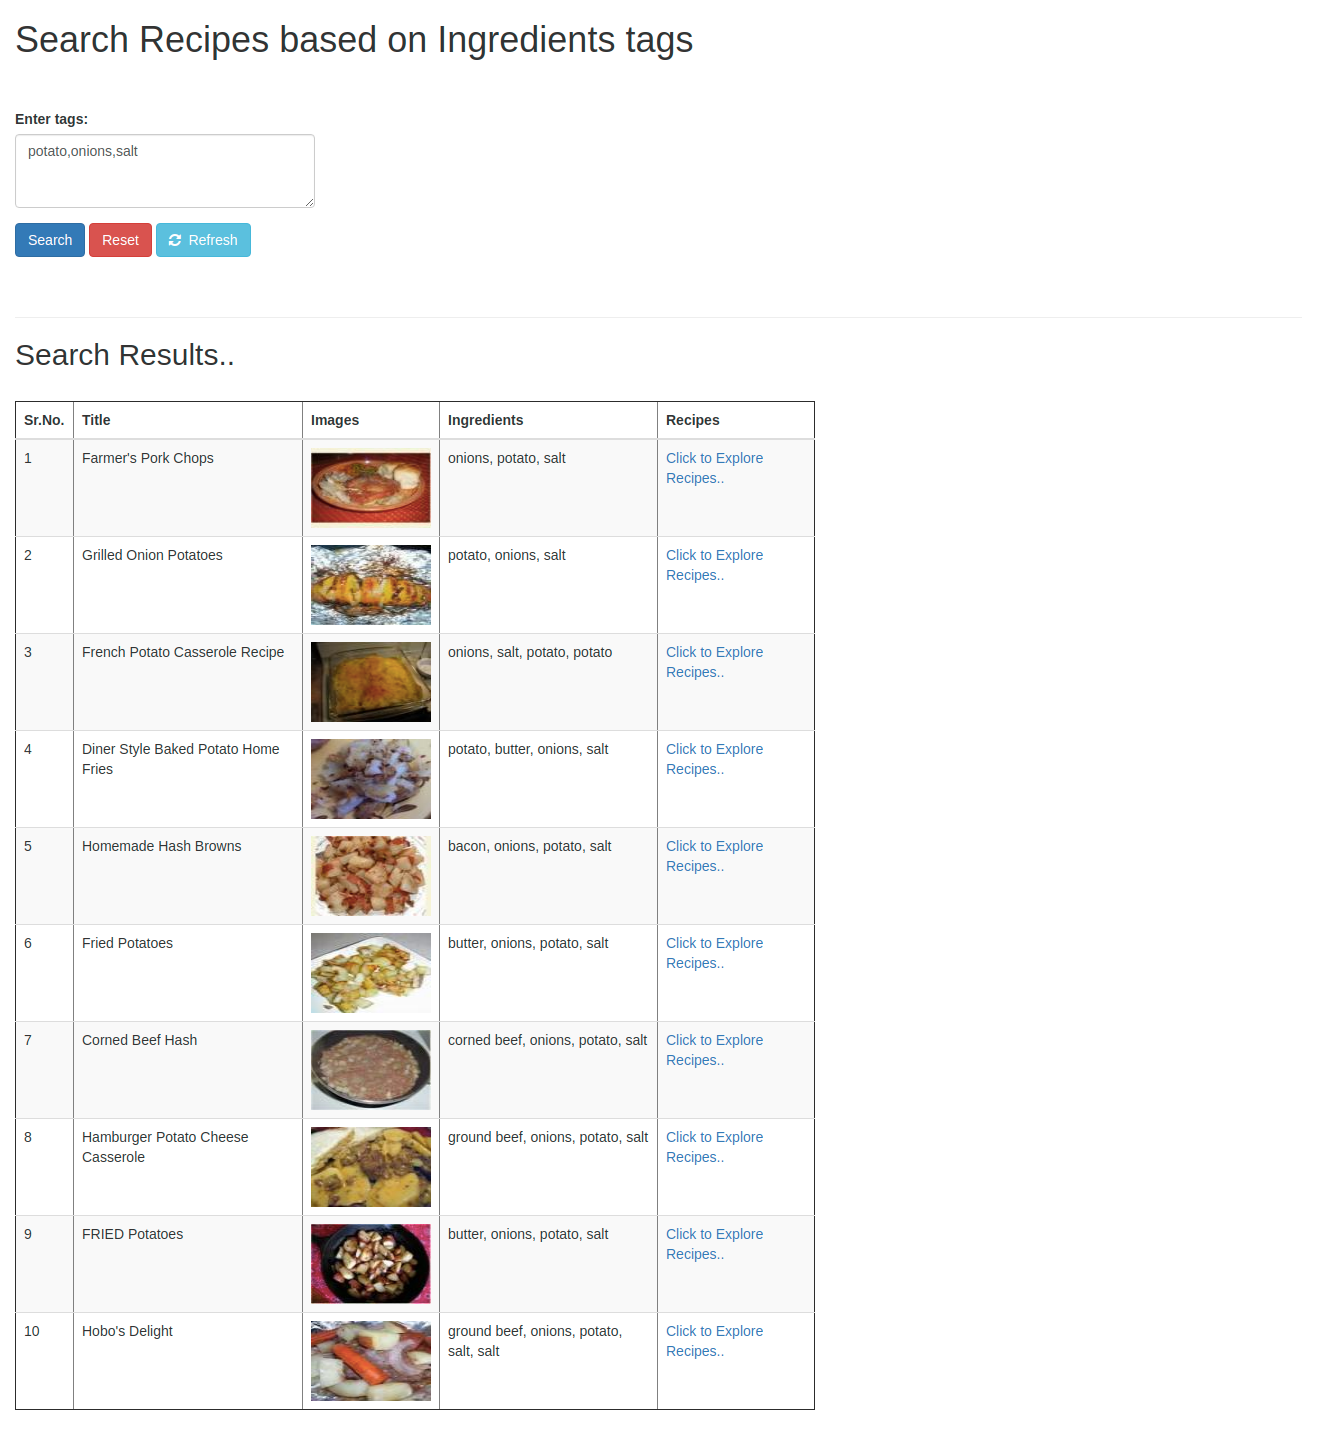 Search Recipes based on Ingredients tags
Enter tags:
potato,onions,salt
Search Reset Refresh
Search Results..
Sr.No. Title Images Ingredients Recipes
1 Farmer's Pork Chops onions, potato, salt Click to Explore
Recipes..
2 Grilled Onion Potatoes potato, onions, salt Click to Explore
Recipes..
3 French Potato Casserole Recipe onions, salt, potato, potato Click to Explore
Recipes..
4 Diner Style Baked Potato Home potato, butter, onions, salt Click to Explore
Fries Recipes..
5 Homemade Hash Browns bacon, onions, potato, salt Click to Explore
Recipes..
6 Fried Potatoes butter, onions, potato, salt Click to Explore
Recipes..
7 Corned Beef Hash corned beef, onions, potato, salt Click to Explore
Recipes..
8 Hamburger Potato Cheese ground beef, onions, potato, salt Click to Explore
Casserole Recipes..
9 FRIED Potatoes butter, onions, potato, salt Click to Explore
Recipes..
10 Hobo's Delight ground beef, onions, potato, Click to Explore
salt, salt Recipes..